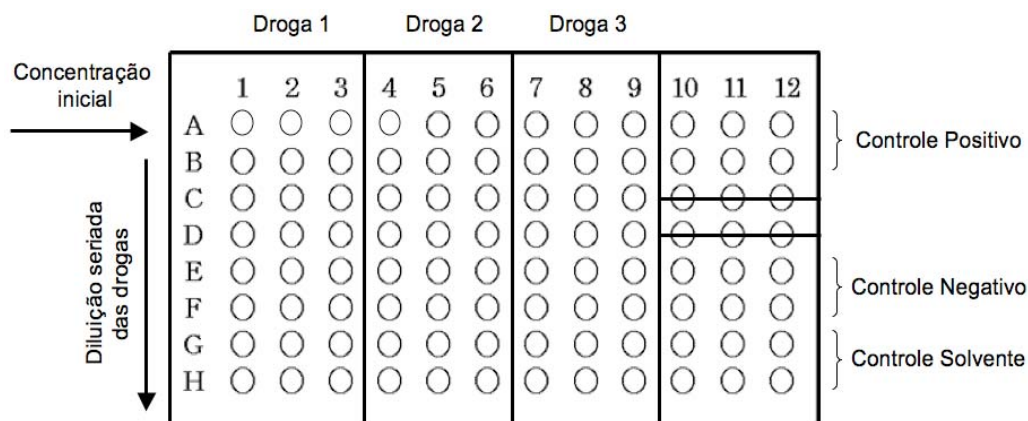 Droga 1 Droga 2 Droga 3
Concentração
inicial
1 2 3 4 5 6 7 8 9 10 11 12
A
B
C
D
E
F
G
H
Diluição seriada
das drogas
Controle Positivo
Controle Negativo
Controle Solvente